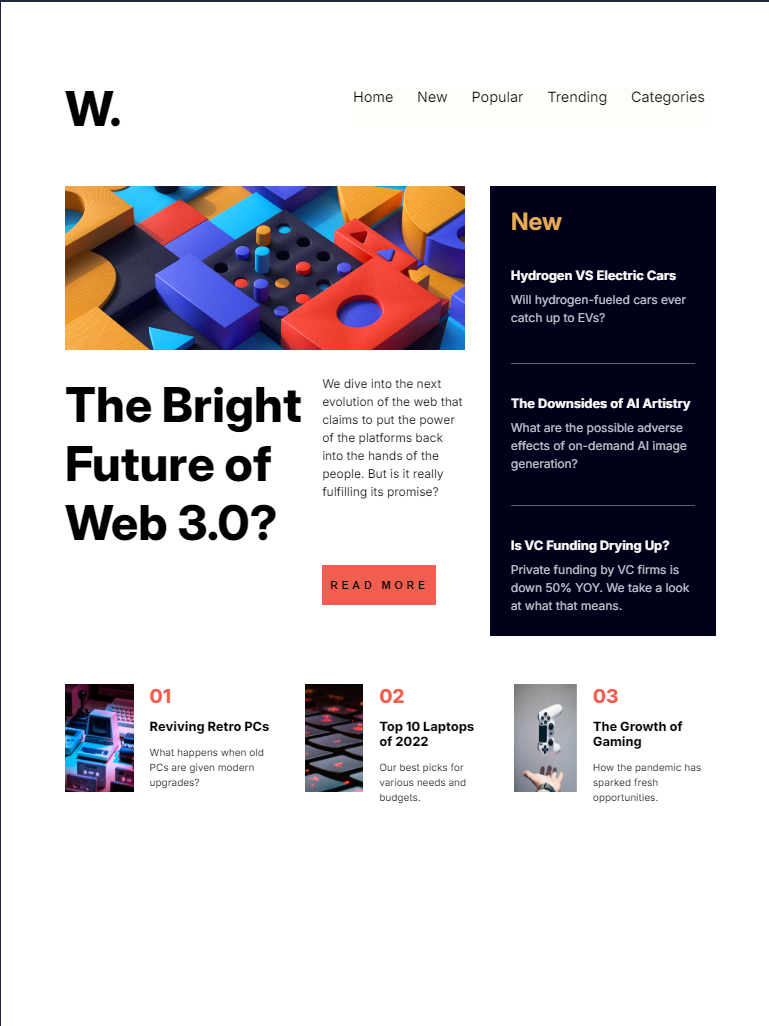 W.
Home New Popular Trending Categories
The Bright
Future of
Web 3.0?
We dive into the next
evolution of the web that
claims to put the power
of the platforms back
into the hands of the
people. But is it really
fulfilling its promise?
READ MORE
New
Hydrogen VS Electric Cars
Will hydrogen-fueled cars ever
catch up to EVs?
The Downsides of AI Artistry
What are the possible adverse
effects of on-demand AI image
generation?
Is VC Funding Drying Up?
Private funding by VC firms is
down 50% YOY. We take a look
at what that means.
01
Reviving Retro PCs
What happens when old
PCs are given modern
upgrades?
02
Top 10 Laptops
of 2022
Our best picks for
various needs and
budgets.
03
The Growth of
Gaming
How the pandemic has
sparked fresh
opportunities.